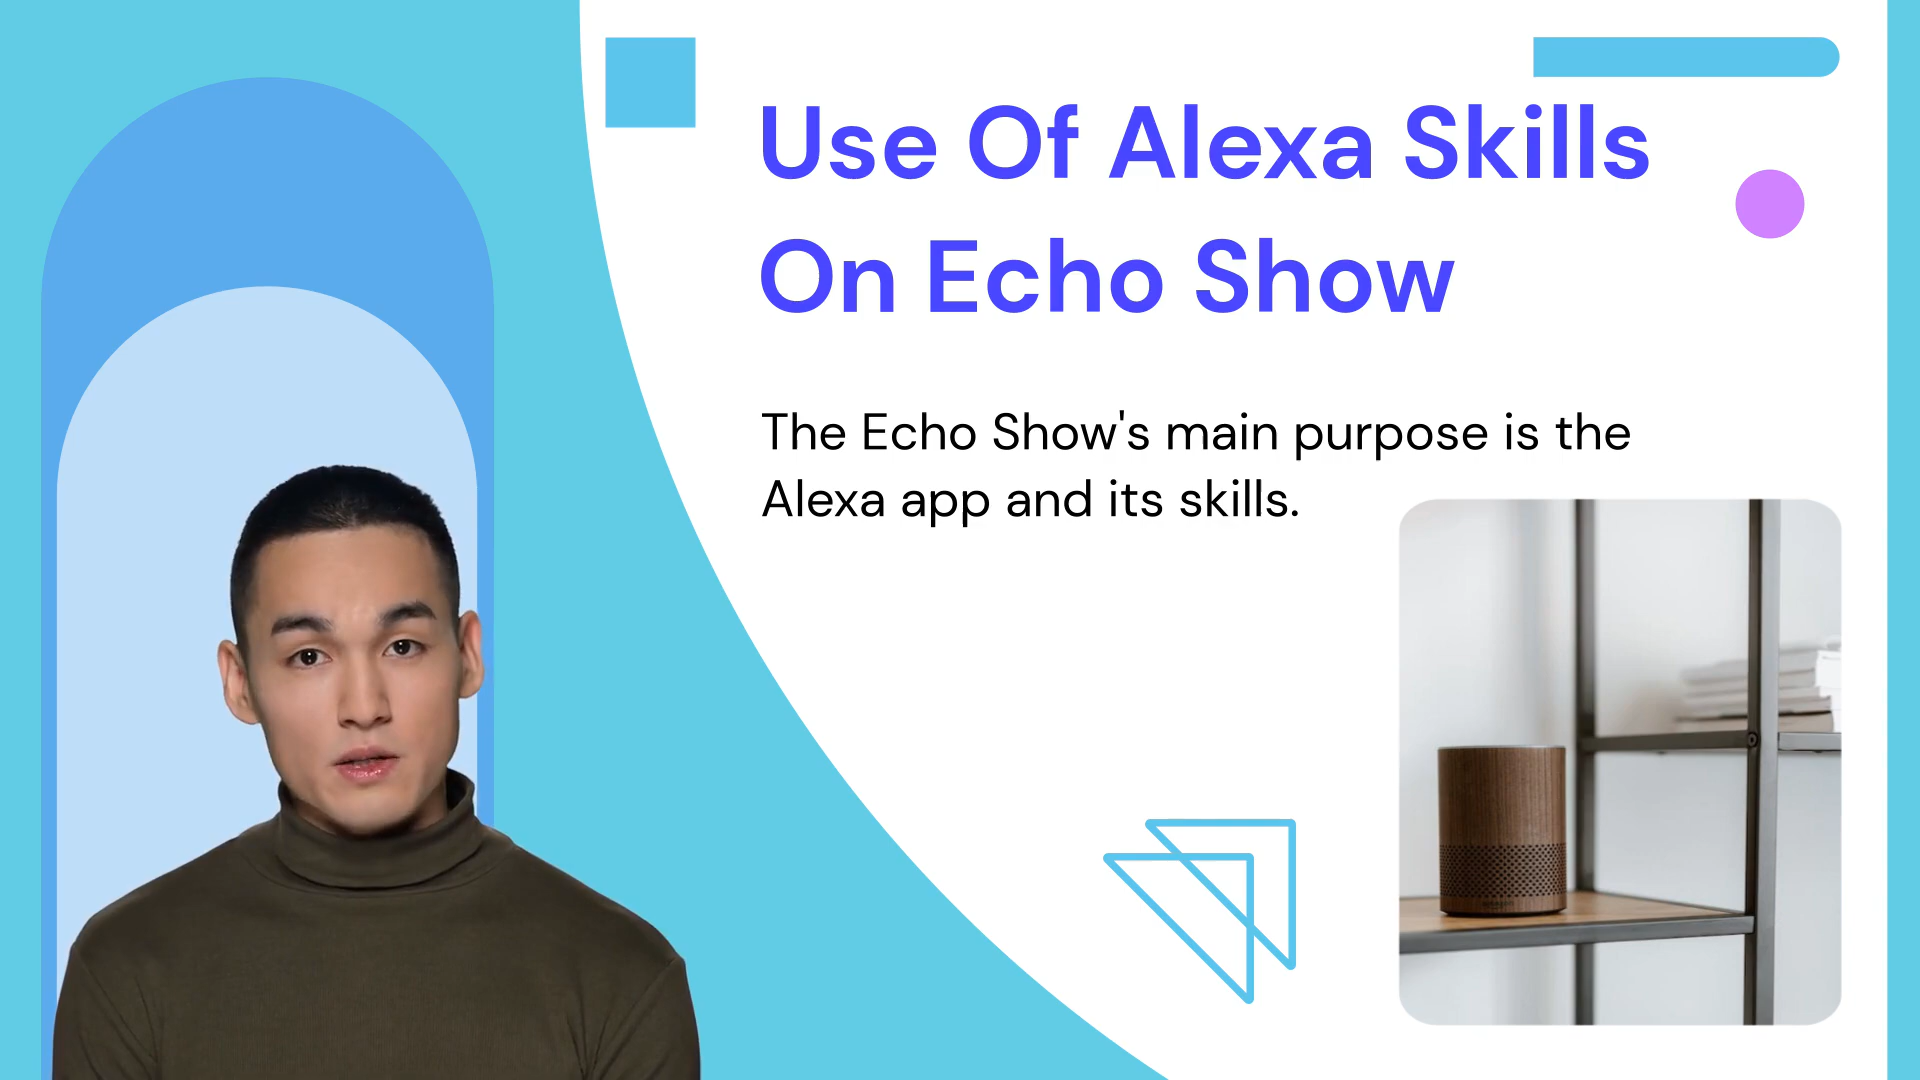 Use Of Alexa Skills
On Echo Show
The Echo Show's main purpose is the
Alexa app and its skills.
amazon